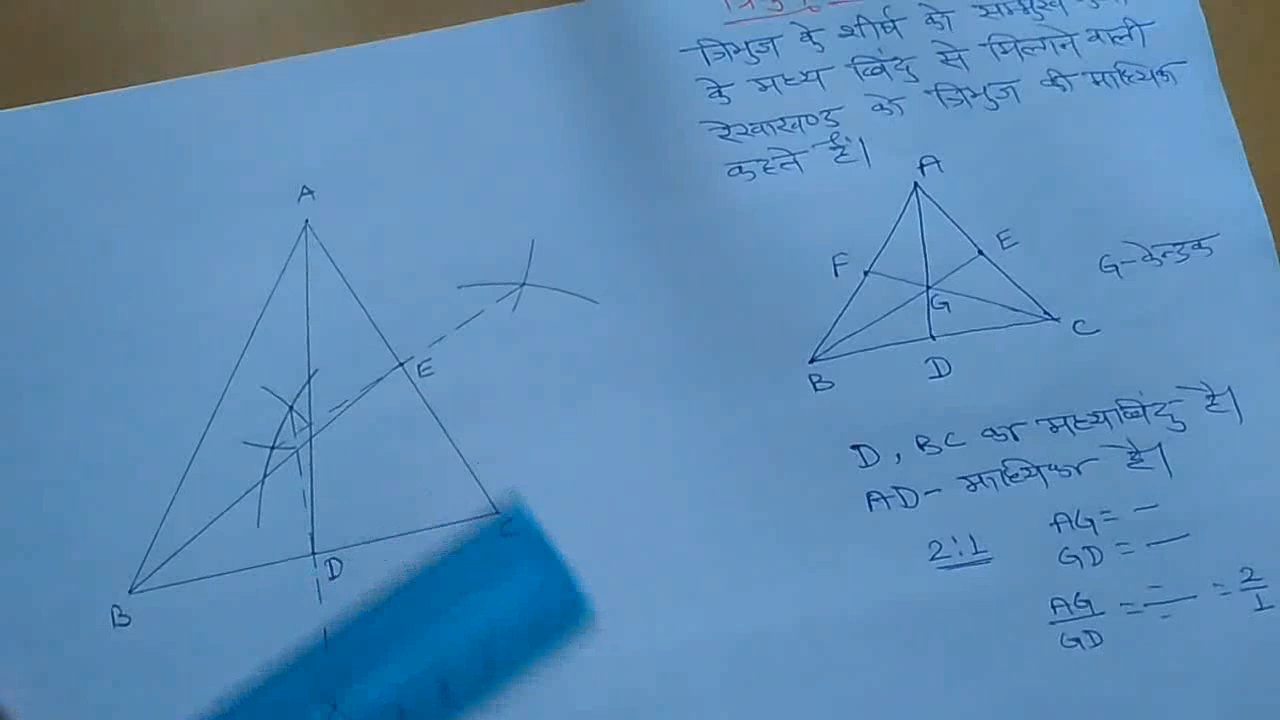 त्रिभुज के शीर्ष को सम्मुख
के मध्य बिंदु से मिलाने वाली
रेखाखण्ड को त्रिभुज की माध्यिका
कहते हैं।
A
E
D
B
C
A
F
E
G
B
D
C
G-केन्द्रक
D, BC का मध्यबिंदु है।
AD- माध्यिका है।
AG = -
2:1
GD = -
AG/GD = -/- = 2/1